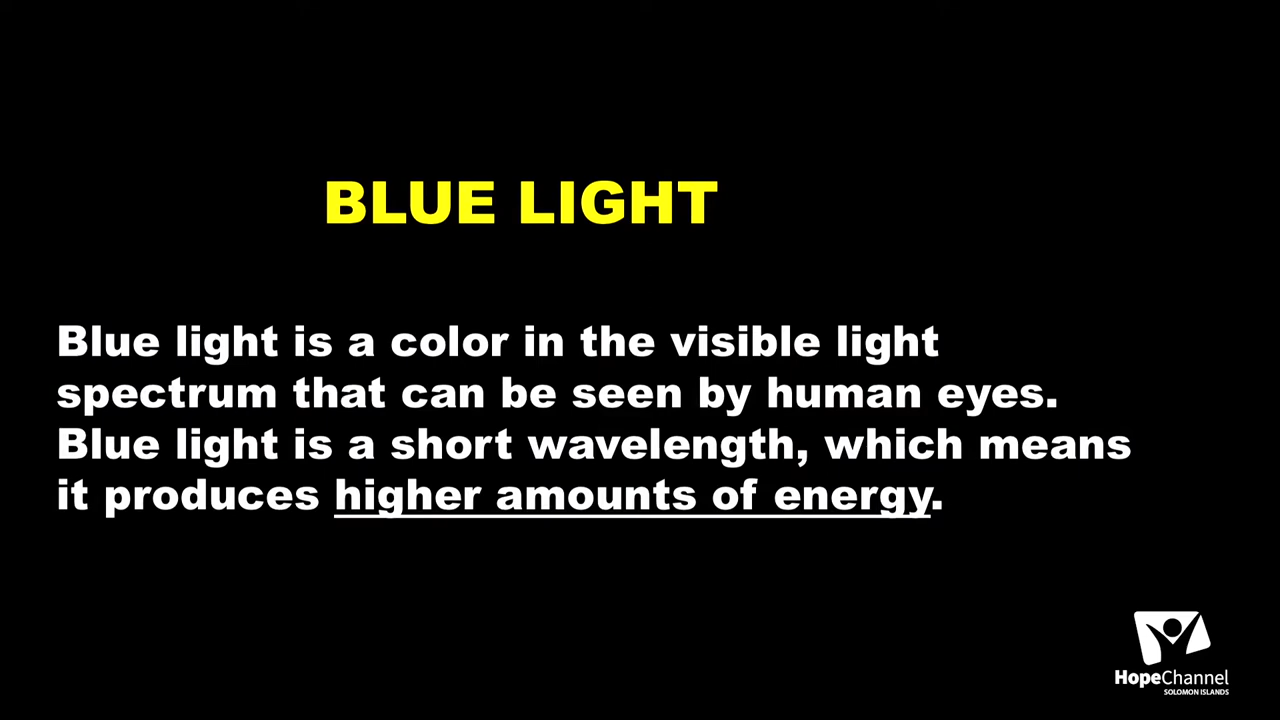 BLUE LIGHT
Blue light is a color in the visible light
spectrum that can be seen by human eyes.
Blue light is a short wavelength, which means
it produces higher amounts of energy.
HopeChannel
SOLOMON ISLANDS